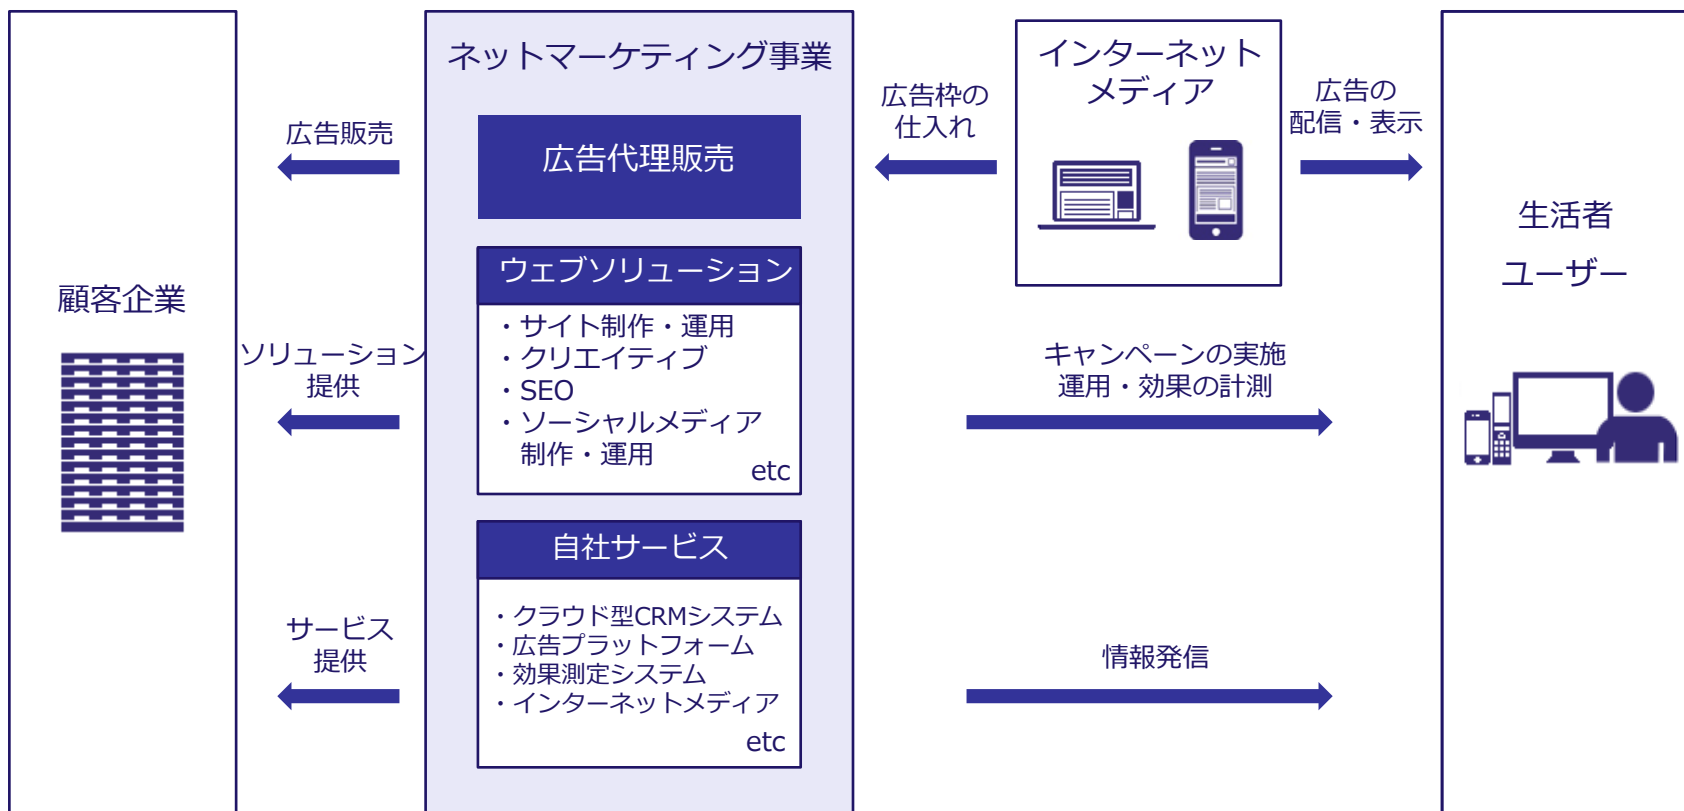 顧客企業
広告販売
ソリューション
提供
サービス
提供
ネットマーケティング事業
広告代理販売
ウェブソリューション
・サイト制作・運用
・クリエイティブ
・SEO
・ソーシャルメディア
制作・運用
etc
自社サービス
・クラウド型CRMシステム
・広告プラットフォーム
・効果測定システム
・インターネットメディア
etc
広告枠の
仕入れ
インターネット
メディア
広告の
配信・表示
キャンペーンの実施
運用・効果の計測
情報発信
生活者
ユーザー